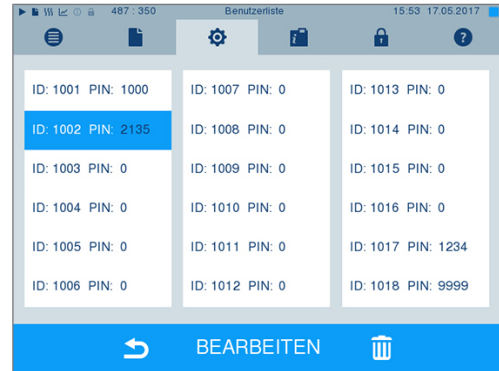 487 : 350 Benutzerliste 15:53 17.05.2017
ID: 1001 PIN: 1000
ID: 1002 PIN: 2135
ID: 1003 PIN: 0
ID: 1004 PIN: 0
ID: 1005 PIN: 0
ID: 1006 PIN: 0
ID: 1007 PIN: 0
ID: 1008 PIN: 0
ID: 1009 PIN: 0
ID: 1010 PIN: 0
ID: 1011 PIN: 0
ID: 1012 PIN: 0
ID: 1013 PIN: 0
ID: 1014 PIN: 0
ID: 1015 PIN: 0
ID: 1016 PIN: 0
ID: 1017 PIN: 1234
ID: 1018 PIN: 9999
BEARBEITEN